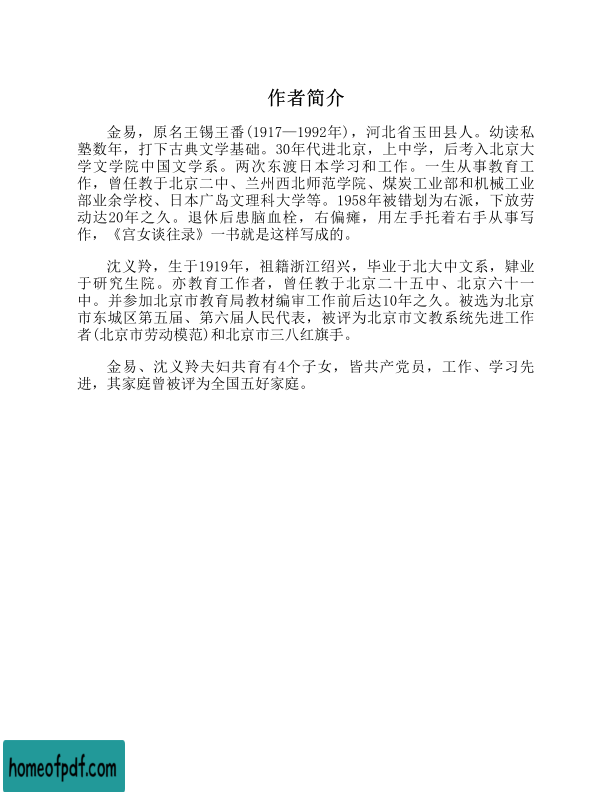 作者简介
金易，原名王锡王番(1917—1992年)，河北省玉田县人。幼读私
塾数年，打下古典文学基础。30年代进北京，上中学，后考入北京大
学文学院中国文学系。两次东渡日本学习和工作。一生从事教育工
作，曾任教于北京二中、兰州西北师范学院、煤炭工业部和机械工业
部业余学校、日本广岛文理科大学等。1958年被错划为右派，下放劳
动达20年之久。退休后患脑血栓，右偏瘫，用左手托着右手从事写
作，《宫女谈往录》一书就是这样写成的。
沈义羚，生于1919年，祖籍浙江绍兴，毕业于北大中文系，肄业
于研究生院。亦教育工作者，曾任教于北京二十五中、北京六十一
中。并参加北京市教育局教材编审工作前后达10年之久。被选为北京
市东城区第五届、第六届人民代表，被评为北京市文教系统先进工作
者(北京市劳动模范)和北京市三八红旗手。
金易、沈义羚夫妇共育有4个子女，皆共产党员，工作、学习先
进，其家庭曾被评为全国五好家庭。
homeofpdf.com